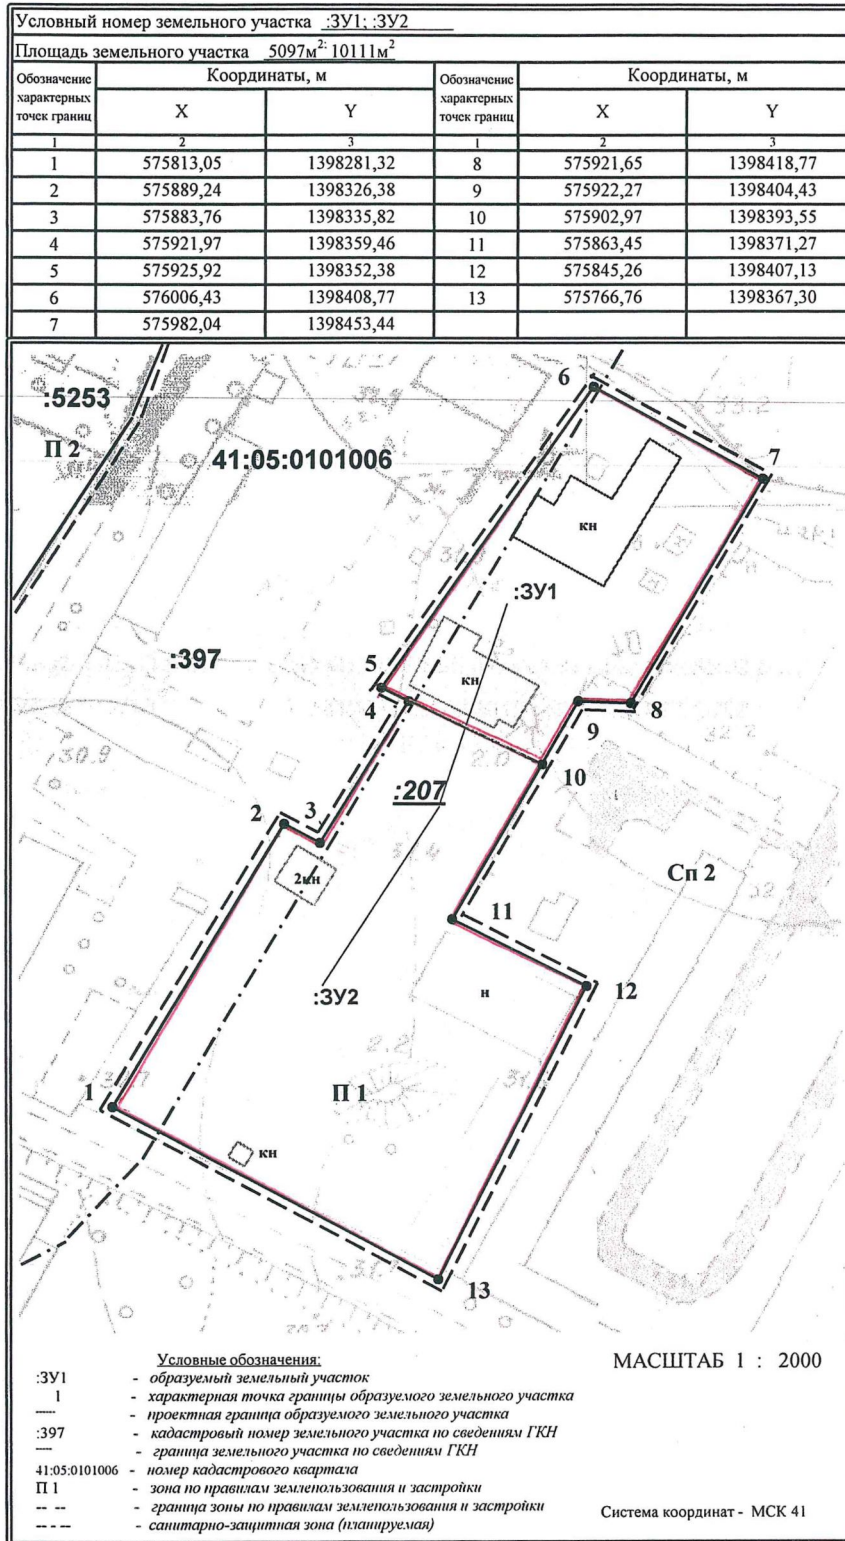 Условный номер земельного участка :ЗУ1; :ЗУ2
Площадь земельного участка 5097м²; 10111м²
Обозначение характерных точек границ Координаты, м Обозначение характерных точек границ Координаты, м
X Y X Y
1 2 3 1 2 3
1 575813,05 1398281,32 8 575921,65 1398418,77
2 575889,24 1398326,38 9 575922,27 1398404,43
3 575883,76 1398335,82 10 575902,97 1398393,55
4 575921,97 1398359,46 11 575863,45 1398371,27
5 575925,92 1398352,38 12 575845,26 1398407,13
6 576006,43 1398408,77 13 575766,76 1398367,30
7 575982,04 1398453,44
6
:5253
33.2
П 2
41:05:0101006
7
кн
:ЗУ1
:397
5
кн
4
9
8
30.9
2.0
10
:207
2
3
2кн
Сп 2
32
11
12
н
:ЗУ2
2.2
П 1
1
кн
13
Условные обозначения:
МАСШТАБ 1 : 2000
:ЗУ1 - образуемый земельный участок
1 - характерная точка границы образуемого земельного участка
- проектная граница образуемого земельного участка
:397 - кадастровый номер земельного участка по сведениям ГКН
- граница земельного участка по сведениям ГКН
41:05:0101006 - номер кадастрового квартала
П 1 - зона по правилам землепользования и застройки
- граница зоны по правилам землепользования и застройки
- санитарно-защитная зона (планируемая)
Система координат - МСК 41